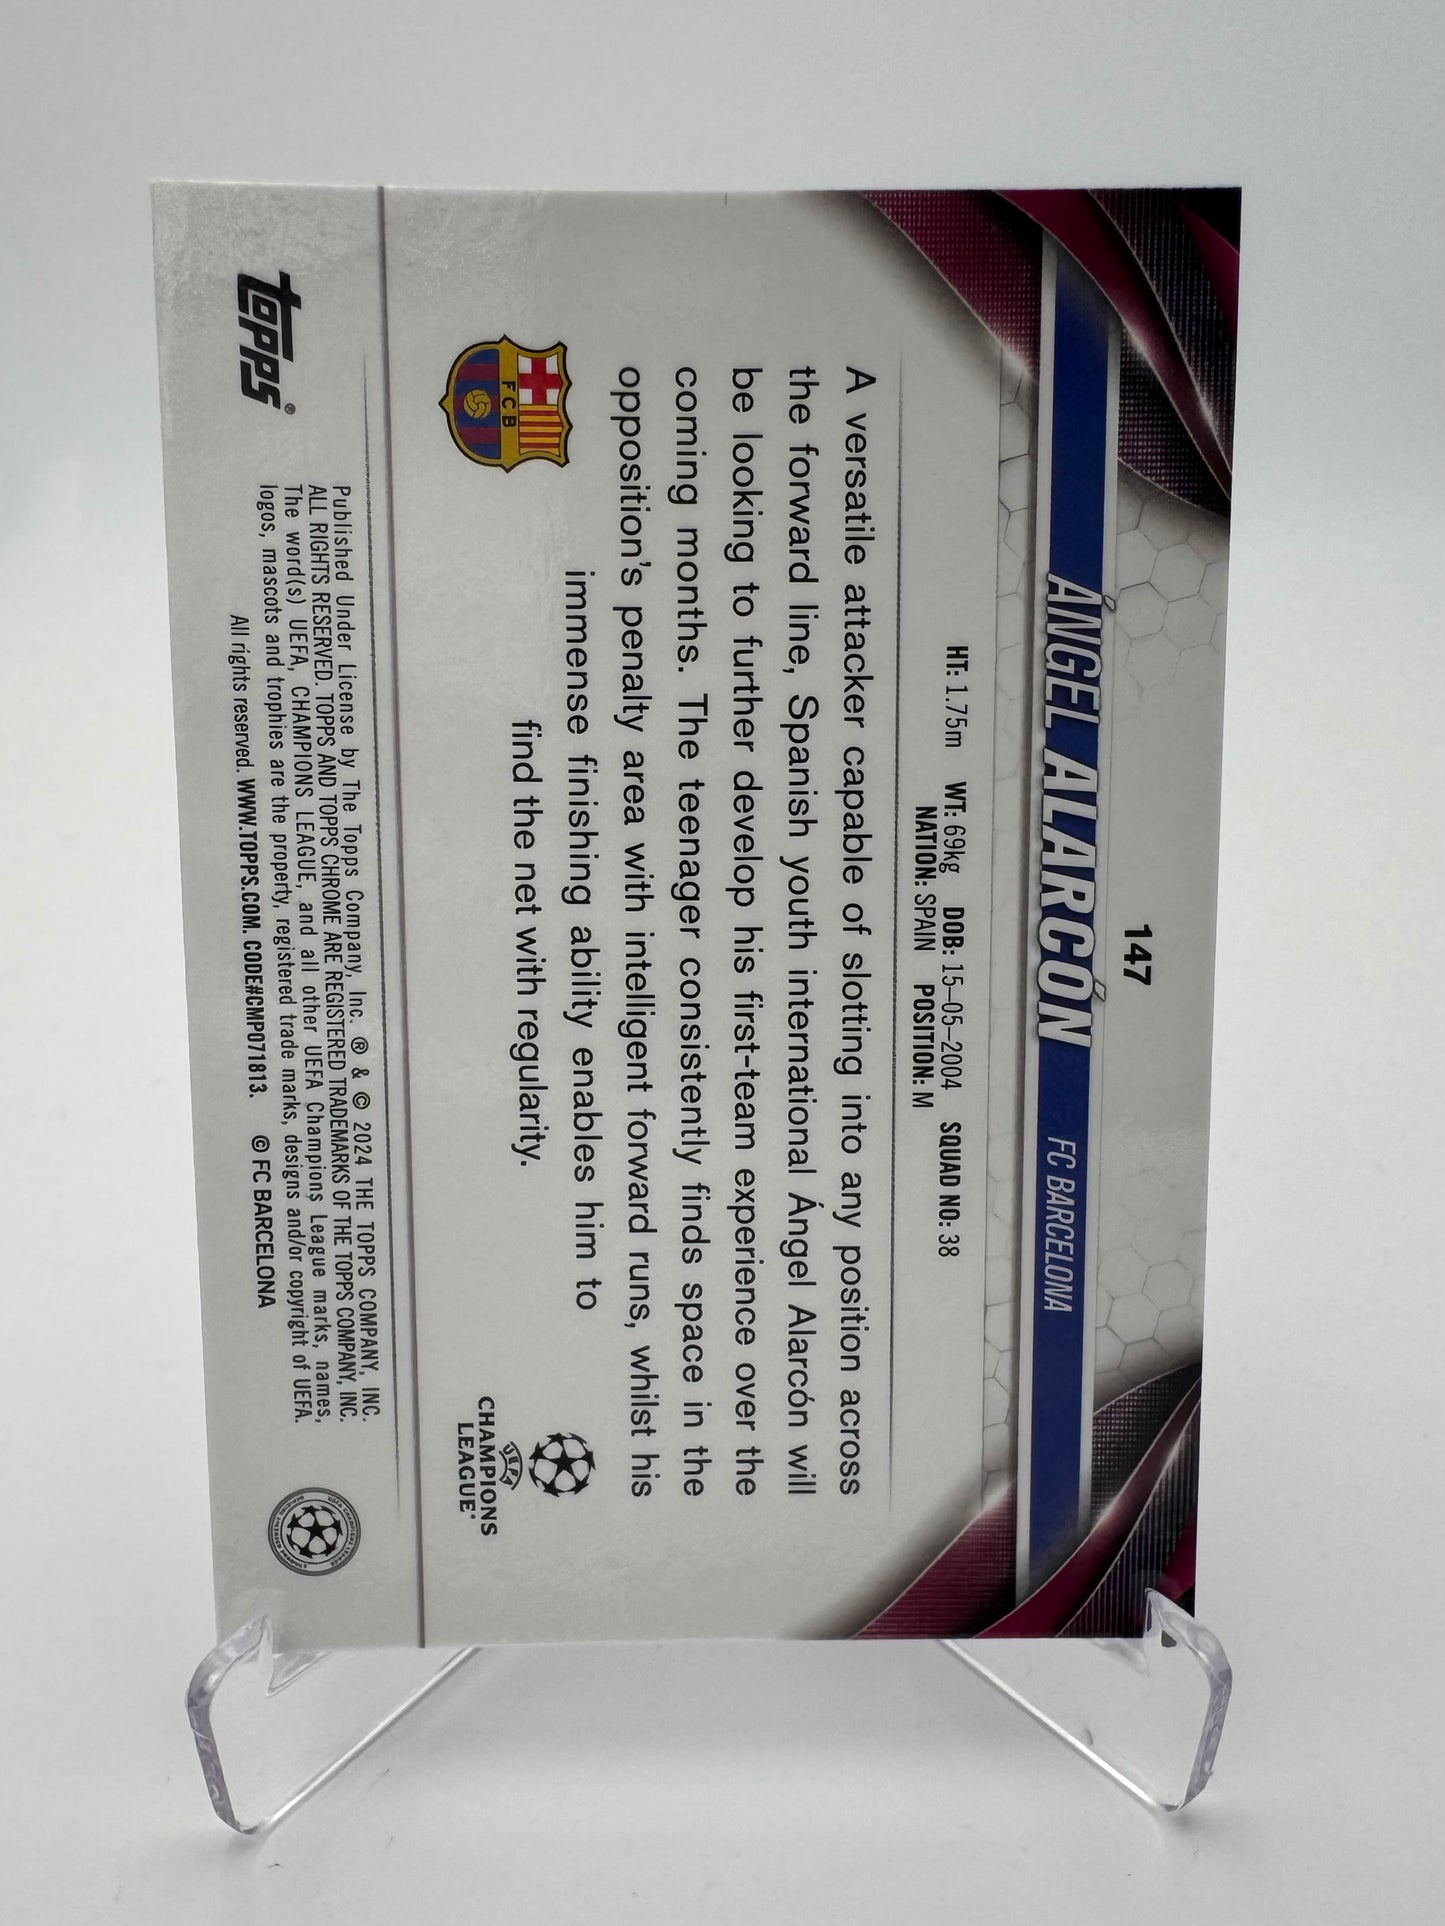 147
ÁNGEL ALARCÓN FC BARCELONA
HT: 1.75m WT: 69kg DOB: 15–05–2004 SQUAD NO: 38
NATION: SPAIN POSITION: M
A versatile attacker capable of slotting into any position across
the forward line, Spanish youth international Ángel Alarcón will
be looking to further develop his first-team experience over the
coming months. The teenager consistently finds space in the
opposition's penalty area with intelligent forward runs, whilst his
immense finishing ability enables him to
find the net with regularity.
FCB
UEFA
CHAMPIONS
LEAGUE®
topps®
Published Under License by The Topps Company, Inc. ® & © 2024 THE TOPPS COMPANY, INC.
ALL RIGHTS RESERVED. TOPPS AND TOPPS CHROME ARE REGISTERED TRADEMARKS OF THE TOPPS COMPANY, INC.
The word(s) UEFA, CHAMPIONS LEAGUE, and all other UEFA Champions League marks, names,
logos, mascots and trophies are the property, registered trade marks, designs and/or copyright of UEFA.
All rights reserved. WWW.TOPPS.COM. CODE#CMP071813. © FC BARCELONA